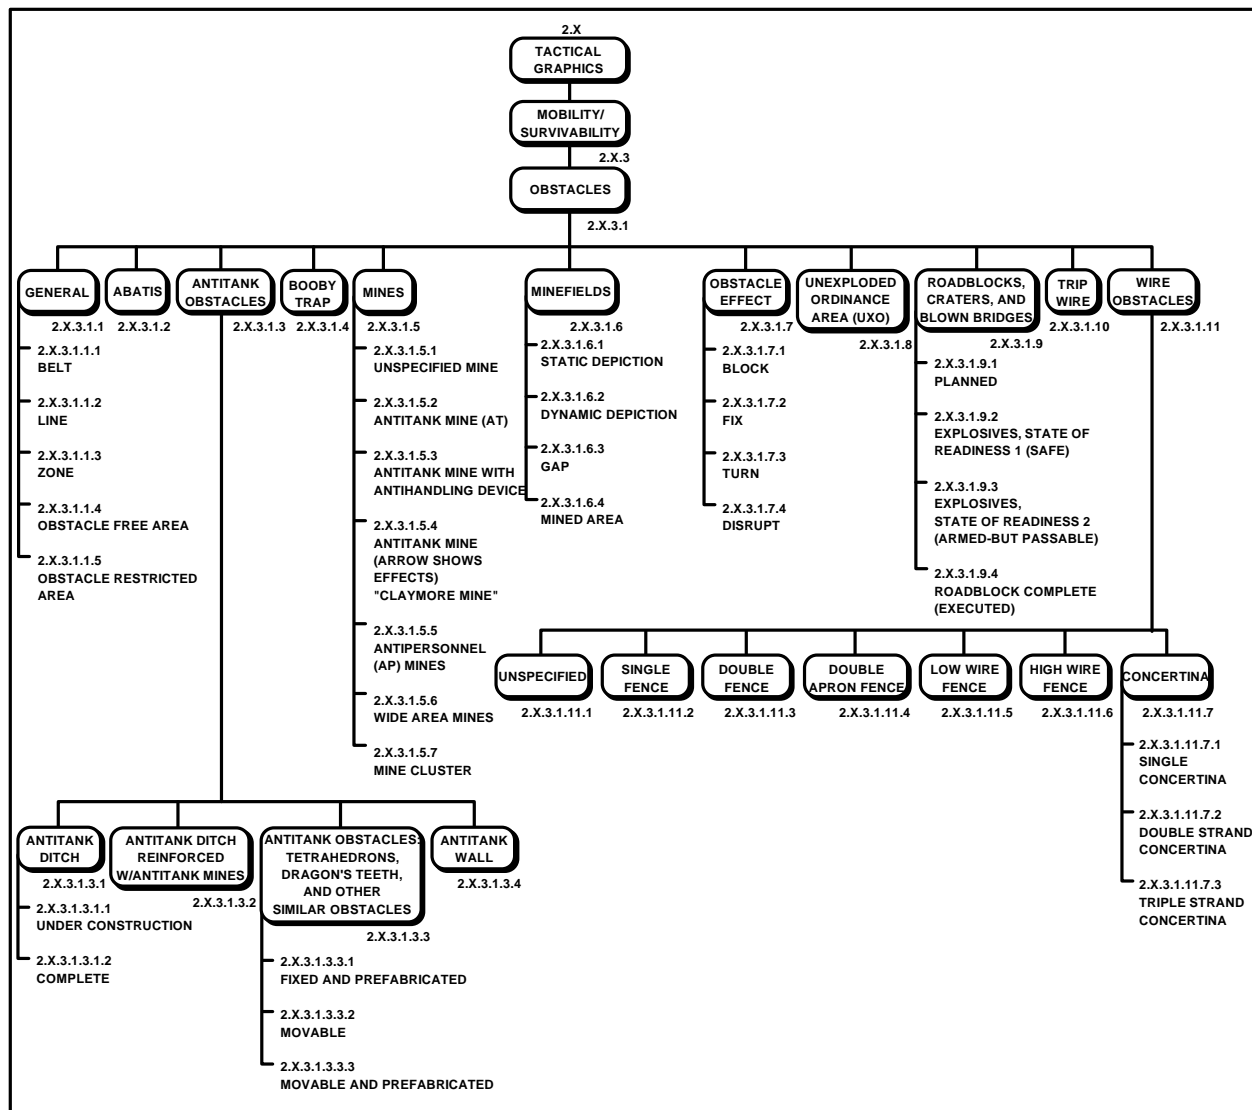 2.X
TACTICAL
GRAPHICS
MOBILITY/
SURVIVABILITY
2.X.3
OBSTACLES
2.X.3.1
GENERAL
2.X.3.1.1
2.X.3.1.1.1
BELT
2.X.3.1.1.2
LINE
2.X.3.1.1.3
ZONE
2.X.3.1.1.4
OBSTACLE FREE AREA
2.X.3.1.1.5
OBSTACLE RESTRICTED
AREA
ABATIS
2.X.3.1.2
ANTITANK
OBSTACLES
2.X.3.1.3
BOOBY
TRAP
2.X.3.1.4
MINES
2.X.3.1.5
2.X.3.1.5.1
UNSPECIFIED MINE
2.X.3.1.5.2
ANTITANK MINE (AT)
2.X.3.1.5.3
ANTITANK MINE WITH
ANTIHANDLING DEVICE
2.X.3.1.5.4
ANTITANK MINE
(ARROW SHOWS
EFFECTS)
"CLAYMORE MINE"
2.X.3.1.5.5
ANTIPERSONNEL
(AP) MINES
2.X.3.1.5.6
WIDE AREA MINES
2.X.3.1.5.7
MINE CLUSTER
MINEFIELDS
2.X.3.1.6
2.X.3.1.6.1
STATIC DEPICTION
2.X.3.1.6.2
DYNAMIC DEPICTION
2.X.3.1.6.3
GAP
2.X.3.1.6.4
MINED AREA
OBSTACLE
EFFECT
2.X.3.1.7
2.X.3.1.7.1
BLOCK
2.X.3.1.7.2
FIX
2.X.3.1.7.3
TURN
2.X.3.1.7.4
DISRUPT
UNEXPLODED
ORDINANCE
AREA (UXO)
2.X.3.1.8
ROADBLOCKS,
CRATERS, AND
BLOWN BRIDGES
2.X.3.1.9
2.X.3.1.9.1
PLANNED
2.X.3.1.9.2
EXPLOSIVES, STATE OF
READINESS 1 (SAFE)
2.X.3.1.9.3
EXPLOSIVES,
STATE OF READINESS 2
(ARMED-BUT PASSABLE)
2.X.3.1.9.4
ROADBLOCK COMPLETE
(EXECUTED)
TRIP
WIRE
2.X.3.1.10
WIRE
OBSTACLES
2.X.3.1.11
UNSPECIFIED
2.X.3.1.11.1
SINGLE
FENCE
2.X.3.1.11.2
DOUBLE
FENCE
2.X.3.1.11.3
DOUBLE
APRON FENCE
2.X.3.1.11.4
LOW WIRE
FENCE
2.X.3.1.11.5
HIGH WIRE
FENCE
2.X.3.1.11.6
CONCERTINA
2.X.3.1.11.7
2.X.3.1.11.7.1
SINGLE
CONCERTINA
2.X.3.1.11.7.2
DOUBLE STRAND
CONCERTINA
2.X.3.1.11.7.3
TRIPLE STRAND
CONCERTINA
ANTITANK
DITCH
2.X.3.1.3.1
2.X.3.1.3.1.1
UNDER CONSTRUCTION
2.X.3.1.3.1.2
COMPLETE
ANTITANK DITCH
REINFORCED
W/ANTITANK MINES
2.X.3.1.3.2
ANTITANK OBSTACLES:
TETRAHEDRONS,
DRAGON'S TEETH,
AND OTHER
SIMILAR OBSTACLES
2.X.3.1.3.3
2.X.3.1.3.3.1
FIXED AND PREFABRICATED
2.X.3.1.3.3.2
MOVABLE
2.X.3.1.3.3.3
MOVABLE AND PREFABRICATED
ANTITANK
WALL
2.X.3.1.3.4